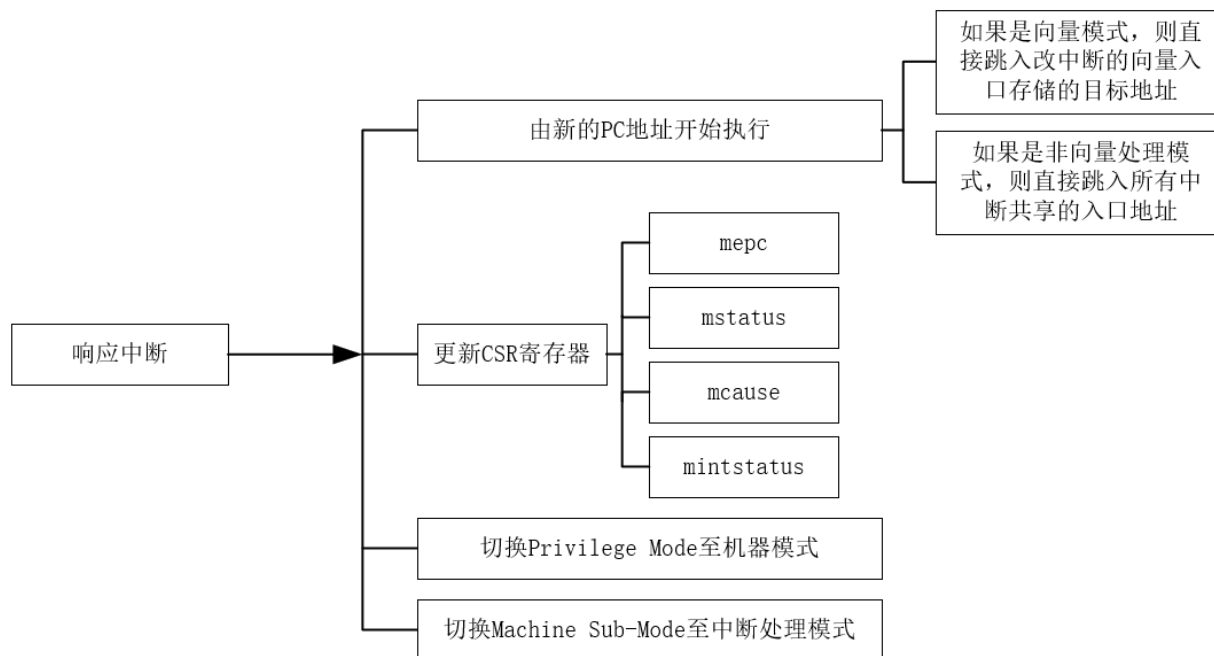 如果是向量模式，则直
接跳入改中断的向量入
口存储的目标地址
由新的PC地址开始执行
如果是非向量处理模
式，则直接跳入所有中
断共享的入口地址
mepc
mstatus
响应中断
更新CSR寄存器
mcause
mintstatus
切换Privilege Mode至机器模式
切换Machine Sub-Mode至中断处理模式